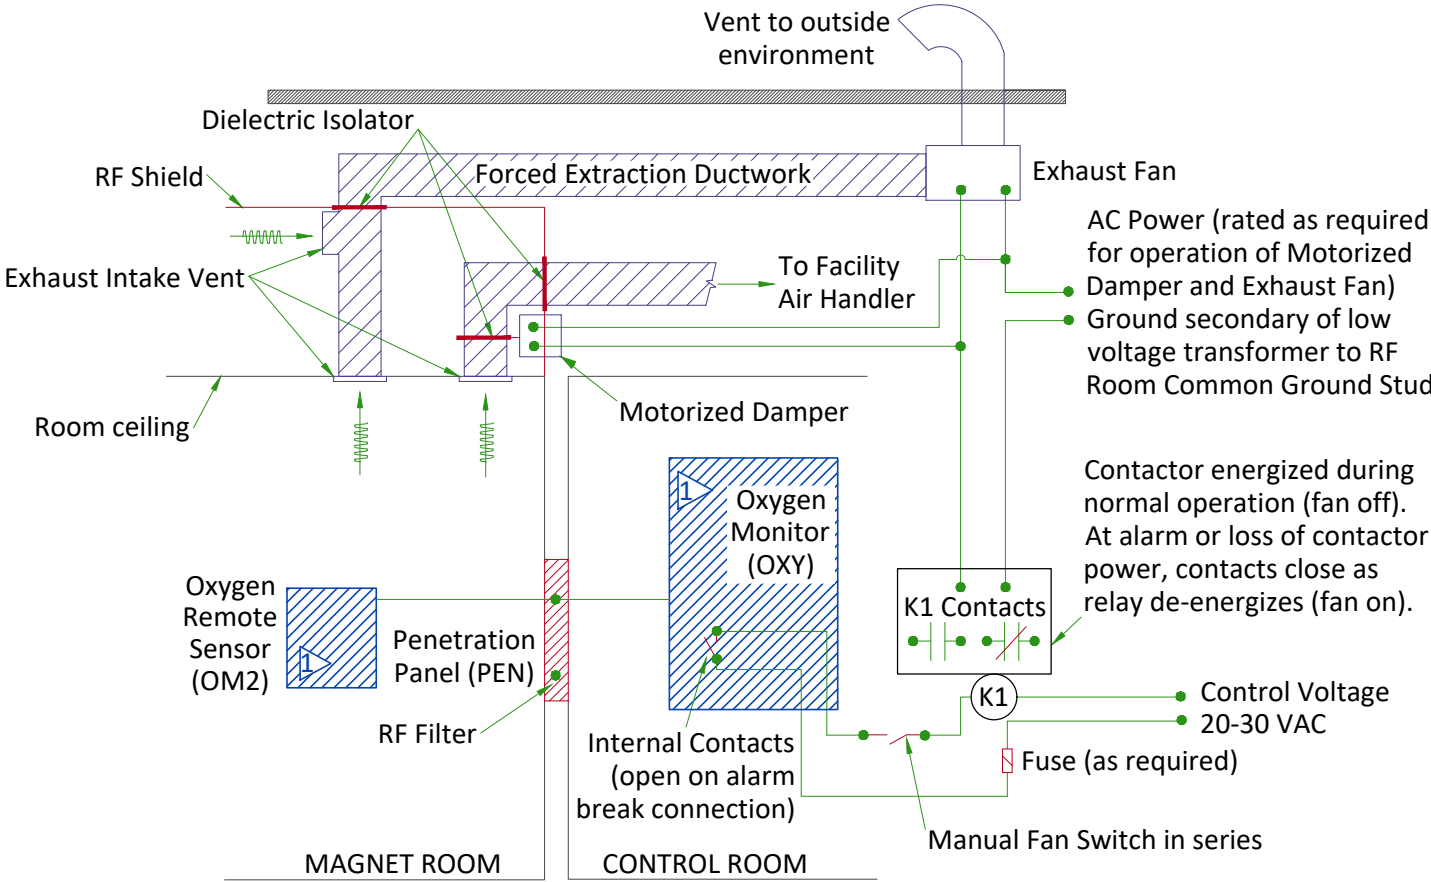 Vent to outside
environment
Dielectric Isolator
RF Shield
Forced Extraction Ductwork
Exhaust Fan
AC Power (rated as required
for operation of Motorized
Damper and Exhaust Fan)
Ground secondary of low
voltage transformer to RF
Room Common Ground Stud
Exhaust Intake Vent
To Facility
Air Handler
Room ceiling
Motorized Damper
Contactor energized during
normal operation (fan off).
At alarm or loss of contactor
power, contacts close as
relay de-energizes (fan on).
1
Oxygen
Monitor
(OXY)
Oxygen
Remote
Sensor
(OM2)
1
Penetration
Panel (PEN)
K1 Contacts
K1
Control Voltage
20-30 VAC
RF Filter
Internal Contacts
(open on alarm
break connection)
Fuse (as required)
Manual Fan Switch in series
MAGNET ROOM
CONTROL ROOM